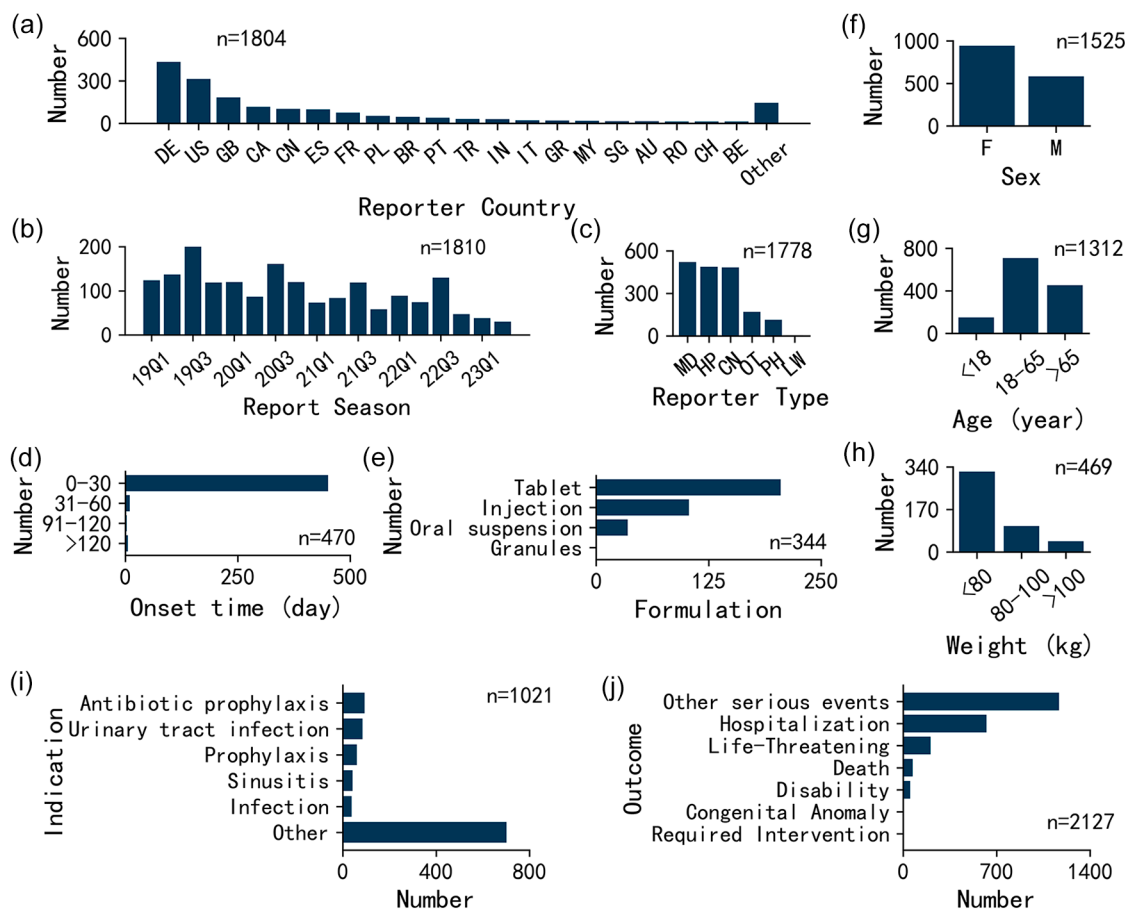 (a)
600
300
0
Number
n=1804
DE US GB CA CN ES FR PL BR PT TR IN IT GR MY SG AU RO CH BE Other
Reporter Country
(f)
1000
500
0
Number
n=1525
F M
Sex
(b)
200
100
0
Number
n=1810
19Q1 19Q3 20Q1 20Q3 21Q1 21Q3 22Q1 22Q3 23Q1
Report Season
(c)
600
300
0
Number
n=1778
MD HP CN OT PH LW
Reporter Type
(g)
800
400
0
Number
n=1312
≤18 18-65 >65
Age (year)
(d)
Number
0-30
31-60
91-120
>120
n=470
0 250 500
Onset time (day)
(e)
Number
Tablet
Injection
Oral suspension
Granules
n=344
0 125 250
Formulation
(h)
340
170
0
Number
n=469
≤80 80-100 >100
Weight (kg)
(i)
Indication
n=1021
Antibiotic prophylaxis
Urinary tract infection
Prophylaxis
Sinusitis
Infection
Other
0 400 800
Number
(j)
Outcome
Other serious events
Hospitalization
Life-Threatening
Death
Disability
Congenital Anomaly
Required Intervention
n=2127
0 700 1400
Number